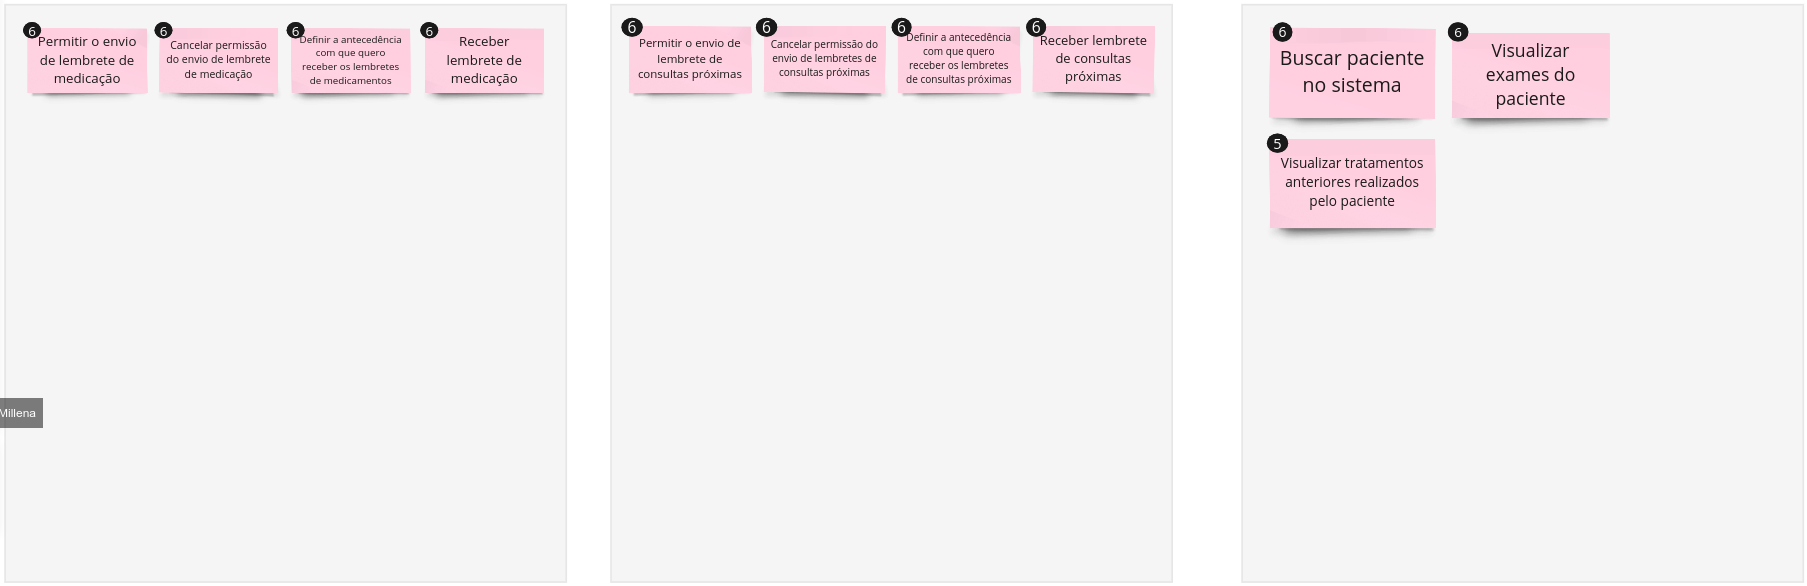 6
Permitir o envio
de lembrete de
medicação
6
Cancelar permissão
do envio de lembrete
de medicação
6
Definir a antecedência
com que quero
receber os lembretes
de medicamentos
6
Receber
lembrete de
medicação
6
Permitir o envio de
lembrete de
consultas próximas
6
Cancelar permissão do
envio de lembretes de
consultas próximas
6
Definir a antecedência
com que quero
receber os lembretes
de consultas próximas
6
Receber lembrete
de consultas
próximas
6
Buscar paciente
no sistema
6
Visualizar
exames do
paciente
5
Visualizar tratamentos
anteriores realizados
pelo paciente
Millena